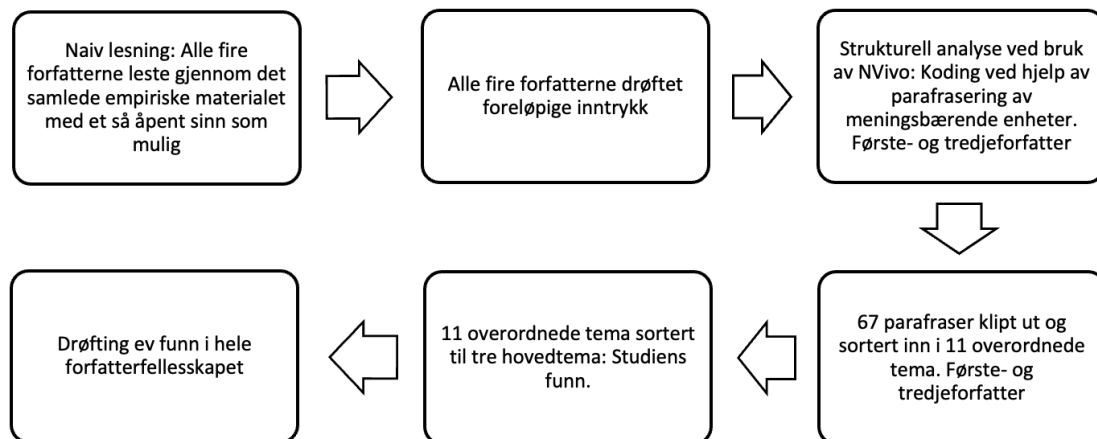 Naiv lesning: Alle fire
forfatterne leste gjennom det
samlede empiriske materialet
med et så åpent sinn som
mulig
Alle fire forfatterne drøftet
foreløpige inntrykk
Strukturell analyse ved bruk
av NVivo: Koding ved hjelp av
parafrasering av
meningsbærende enheter.
Første- og tredjeforfatter
67 parafraser klipt ut og
sortert inn i 11 overordnede
tema. Første- og
tredjeforfatter
11 overordnede tema sortert
til tre hovedtema: Studiens
funn.
Drøfting ev funn i hele
forfatterfellesskapet